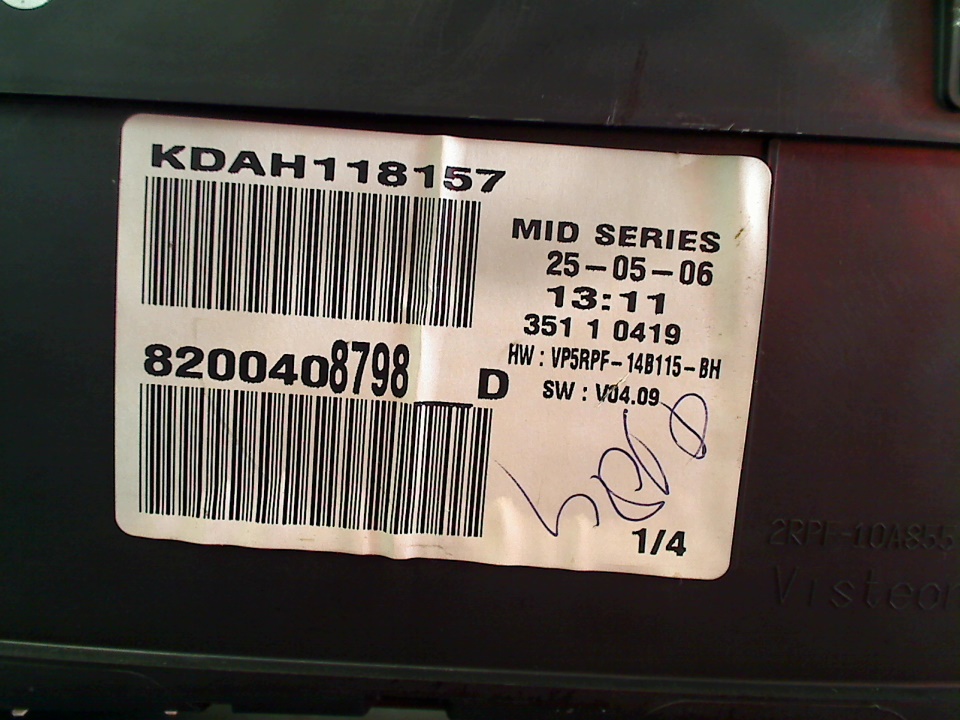 KDAH118157
MID SERIES
25-05-06
13:11
351 1 0419
HW : VP5RPF-14B115-BH
SW : V04.09
8200408798__D
1/4
2RPF-10A855
Visteon